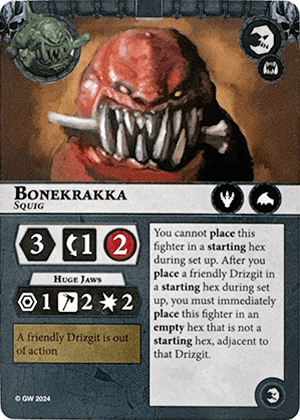 BONEKRAKKA
SQUIG
3 1 2
HUGE JAWS
1 2 2
A friendly Drizgit is out
of action
You cannot place this
fighter in a starting hex
during set up. After you
place a friendly Drizgit in
a starting hex during set
up, you must immediately
place this fighter in an
empty hex that is not a
starting hex, adjacent to
that Drizgit.
© GW 2024